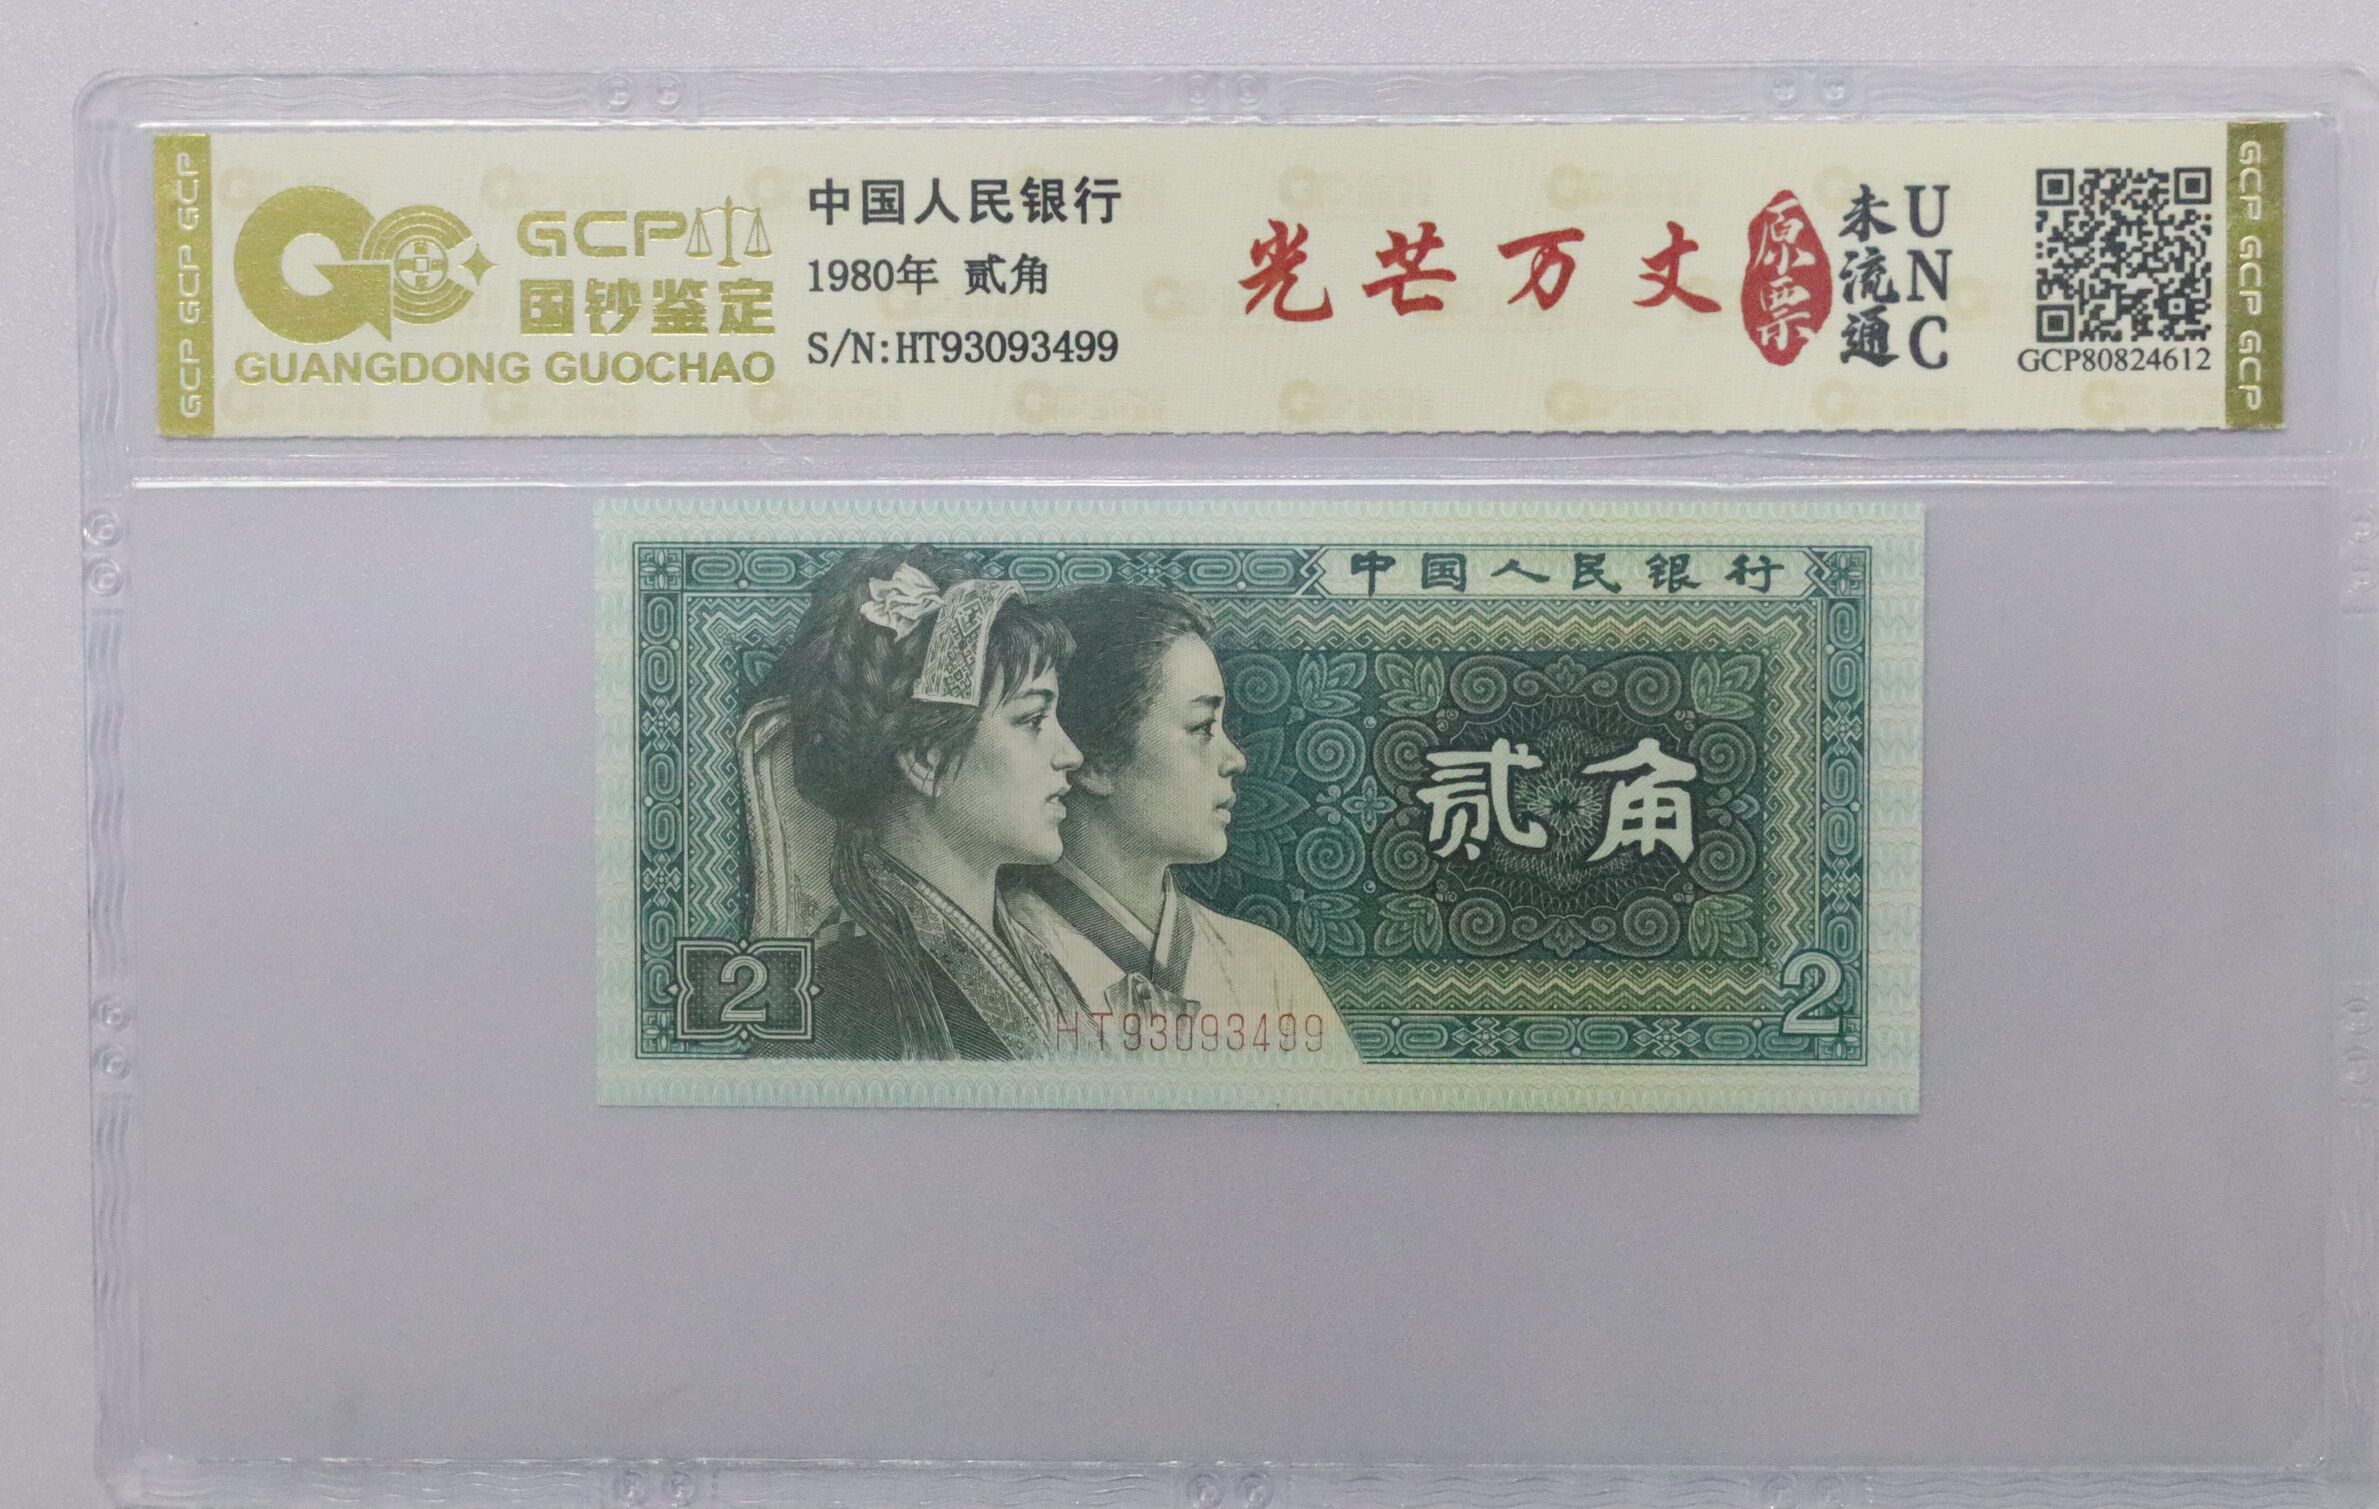 GCP GCP GCP
GCP
国钞鉴定
GUANGDONG GUOCHAO
中国人民银行
1980年 贰角
S/N:HT93093499
光芒万丈
原票
未流通
UNC
GCP80824612
GCP GCP GCP
中国人民银行
贰角
2
2
HT93093499